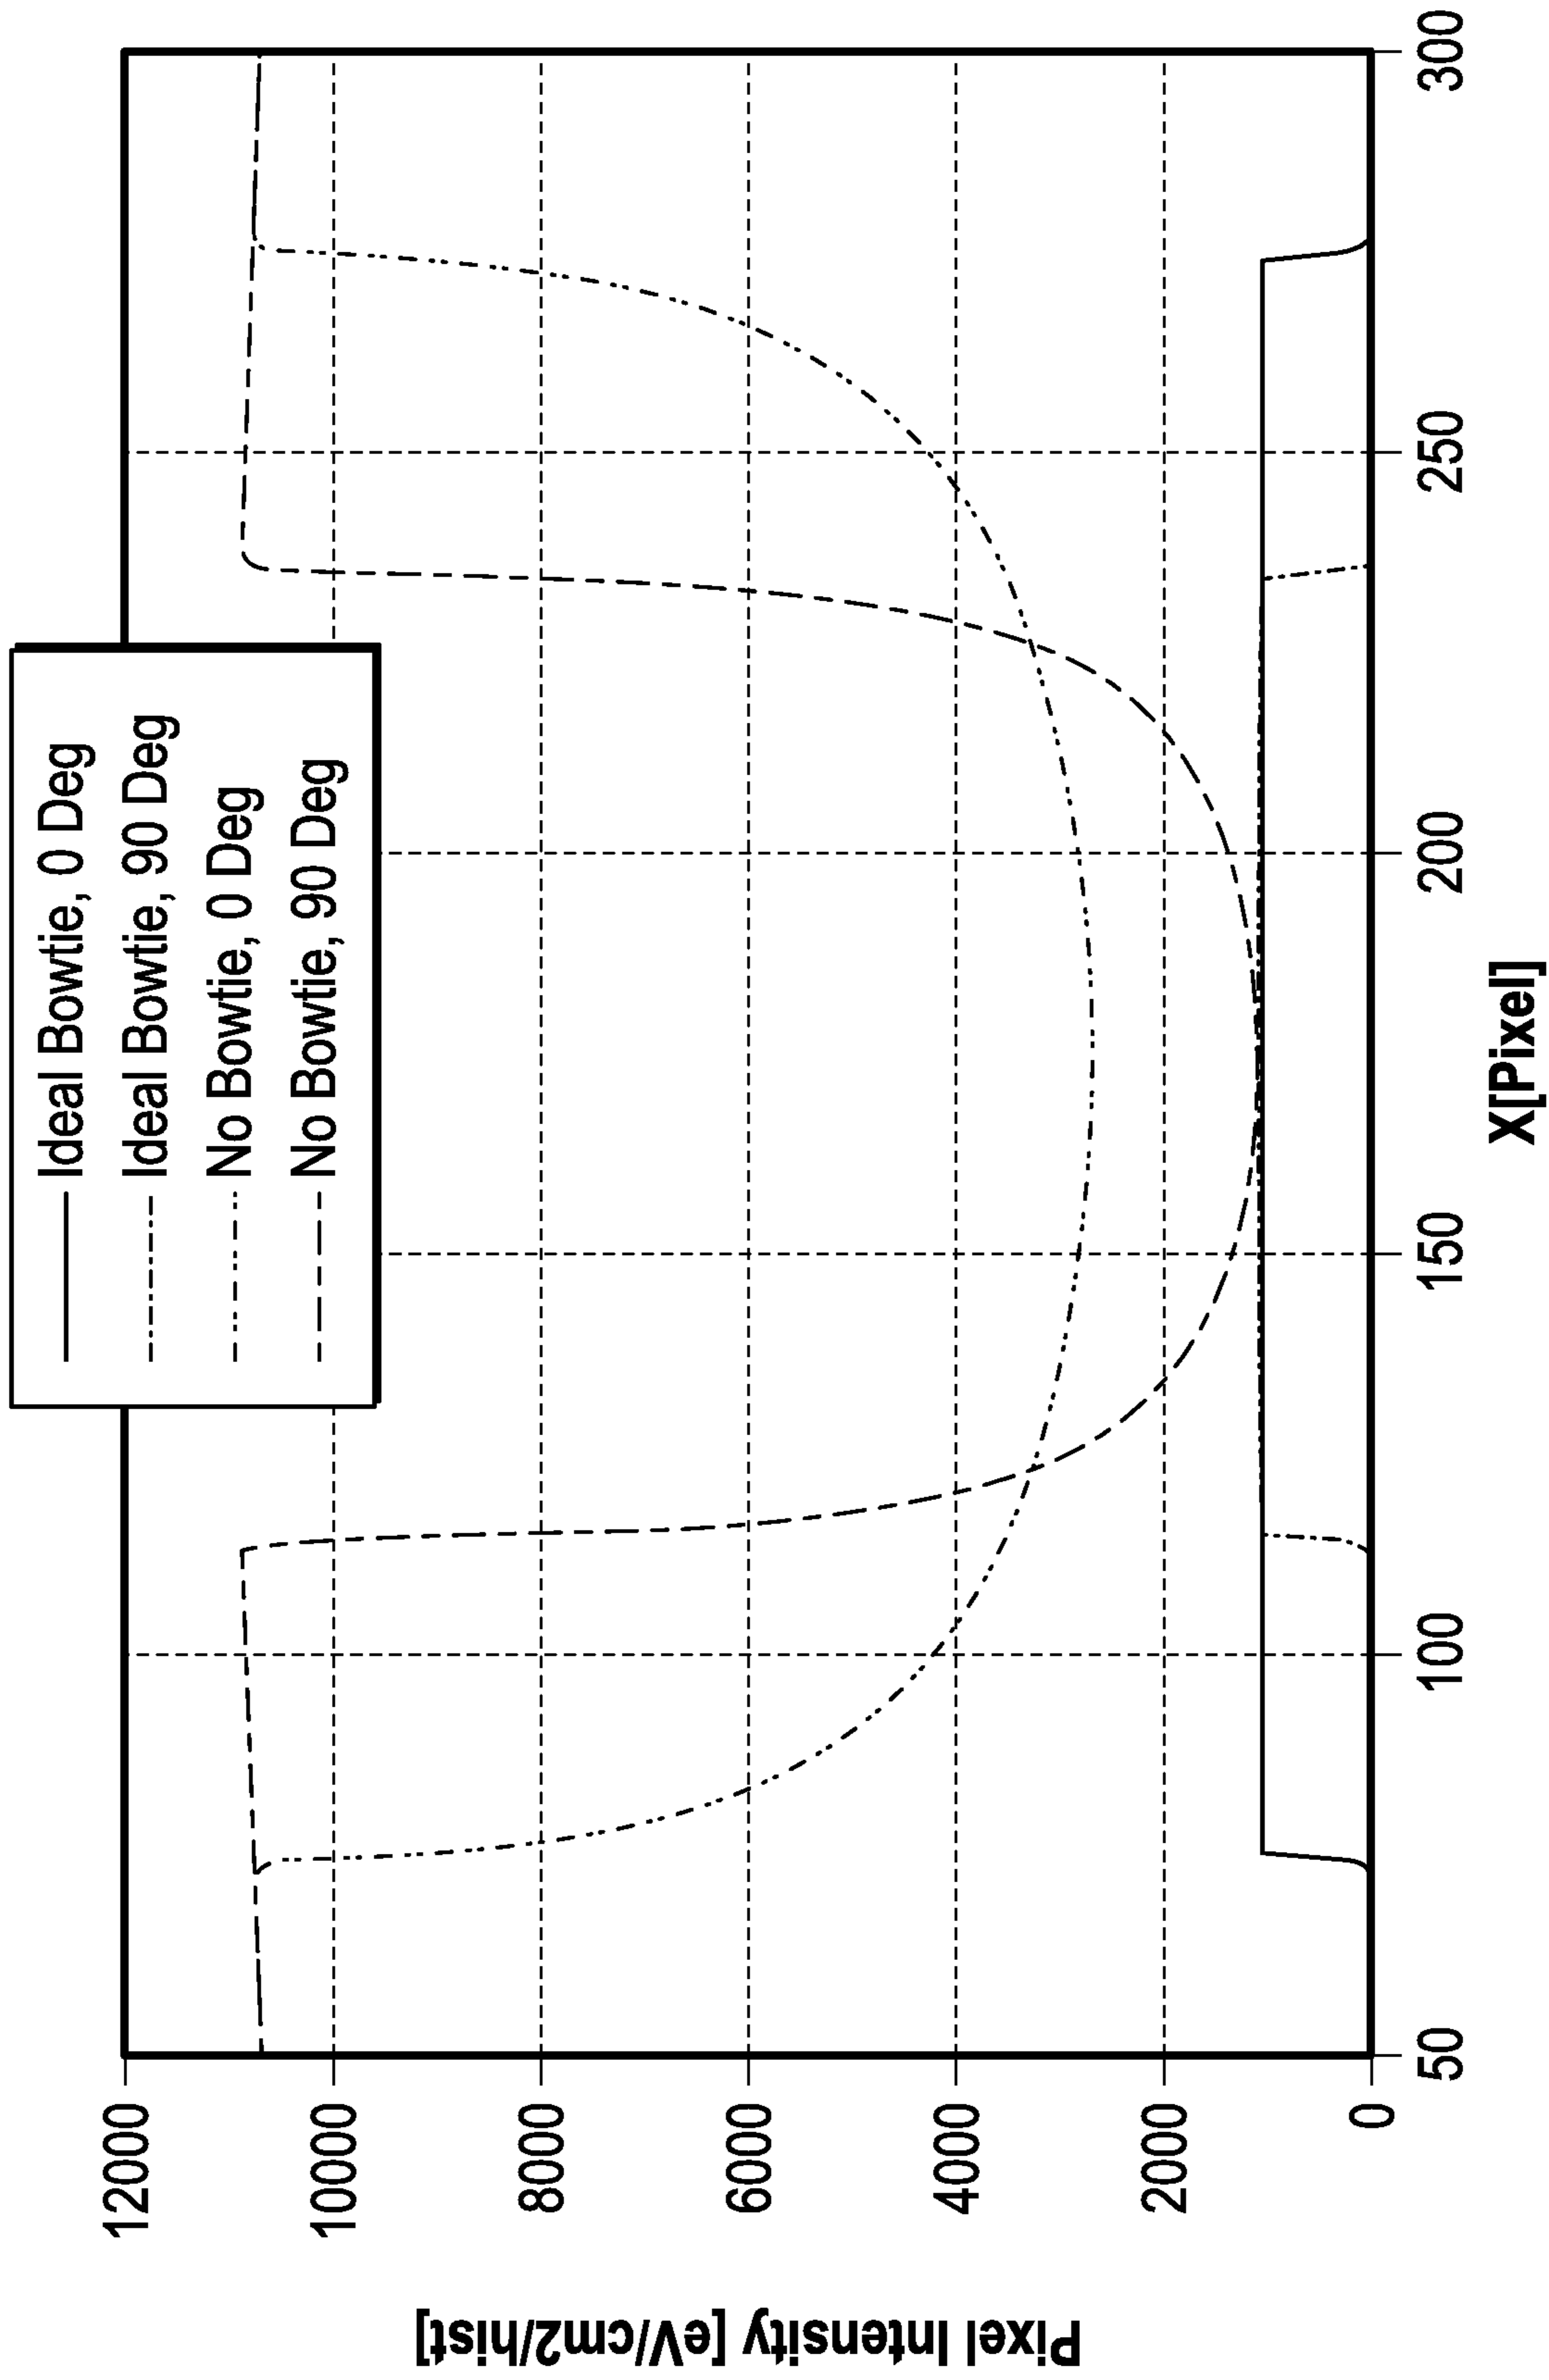 Ideal Bowtie, 0 Deg
Ideal Bowtie, 90 Deg
No Bowtie, 0 Deg
No Bowtie, 90 Deg
Pixel Intensity [eV/cm2/hist]
12000
10000
8000
6000
4000
2000
0
50
100
150
200
250
300
X[Pixel]